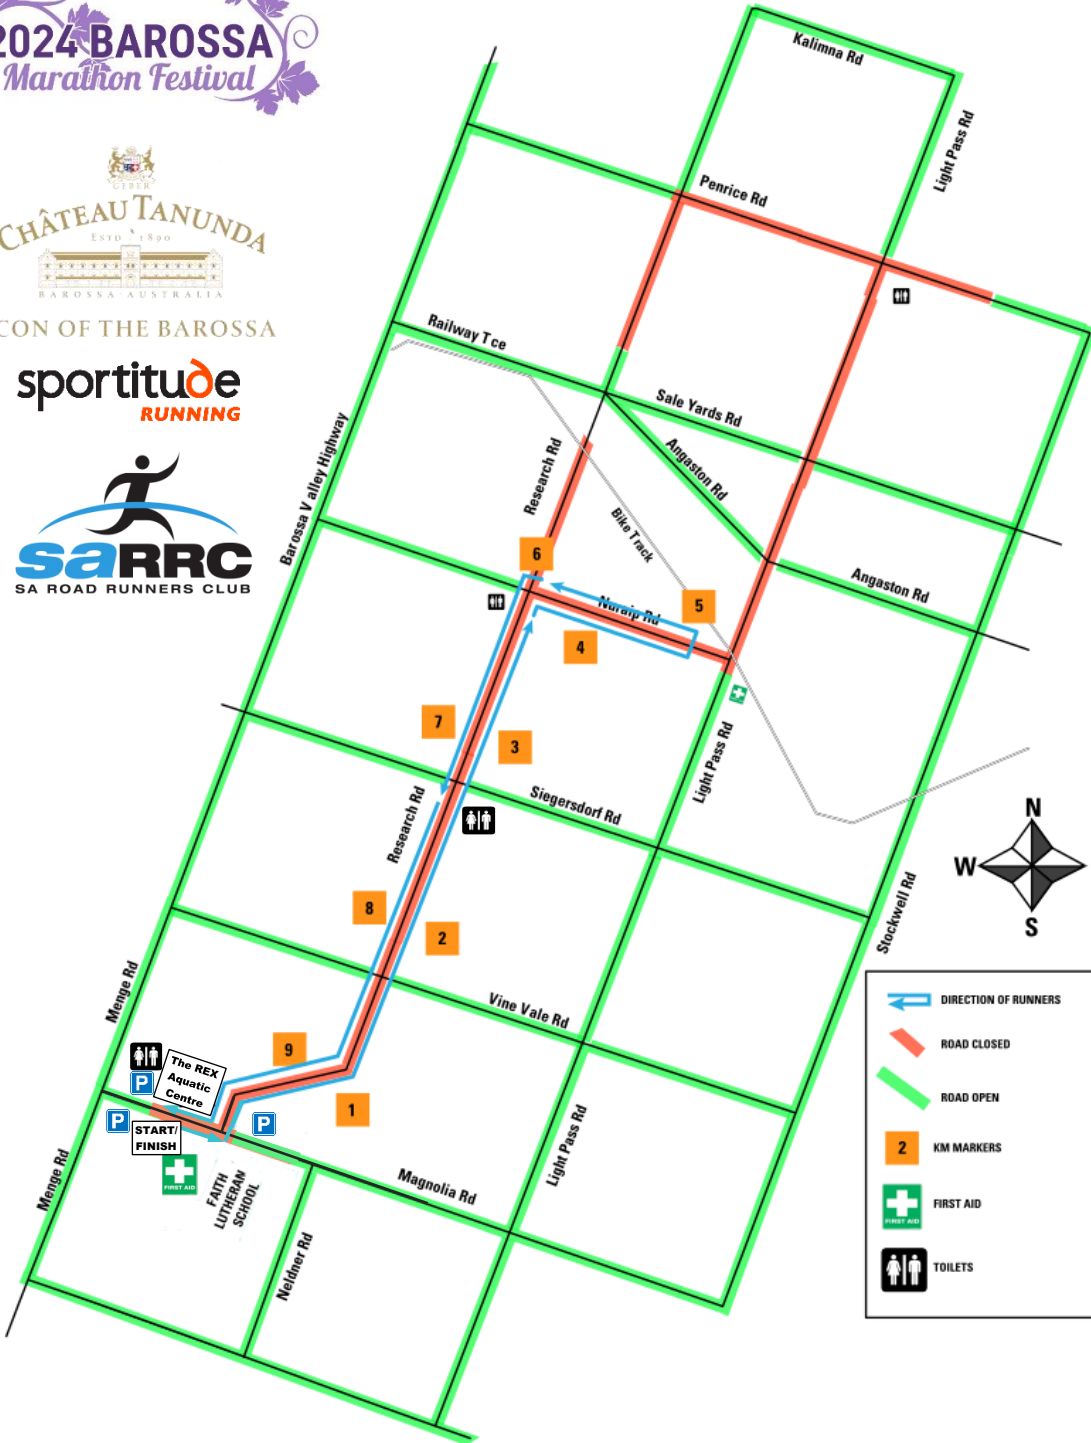 2024 BAROSSA
Marathon Festival
GEBER
CHÂTEAU TANUNDA
ESTD 1890
BAROSSA · AUSTRALIA
CON OF THE BAROSSA
sportitude
RUNNING
saRRC
SA ROAD RUNNERS CLUB
Kalimna Rd
Light Pass Rd
Penrice Rd
Railway Tce
Sale Yards Rd
Barossa Valley Highway
Research Rd
Angaston Rd
Bike Track
Angaston Rd
6
5
Nuraip Rd
4
7
3
Light Pass Rd
Siegersdorf Rd
Research Rd
N
W
S
8
2
Stockwell Rd
Menge Rd
Vine Vale Rd
9
1
The REX
Aquatic
Centre
P
P
P
START/
FINISH
FIRST AID
FAITH
LUTHERAN
SCHOOL
Menge Rd
Magnolia Rd
Light Pass Rd
Neldner Rd
DIRECTION OF RUNNERS
ROAD CLOSED
ROAD OPEN
2 KM MARKERS
FIRST AID FIRST AID
TOILETS